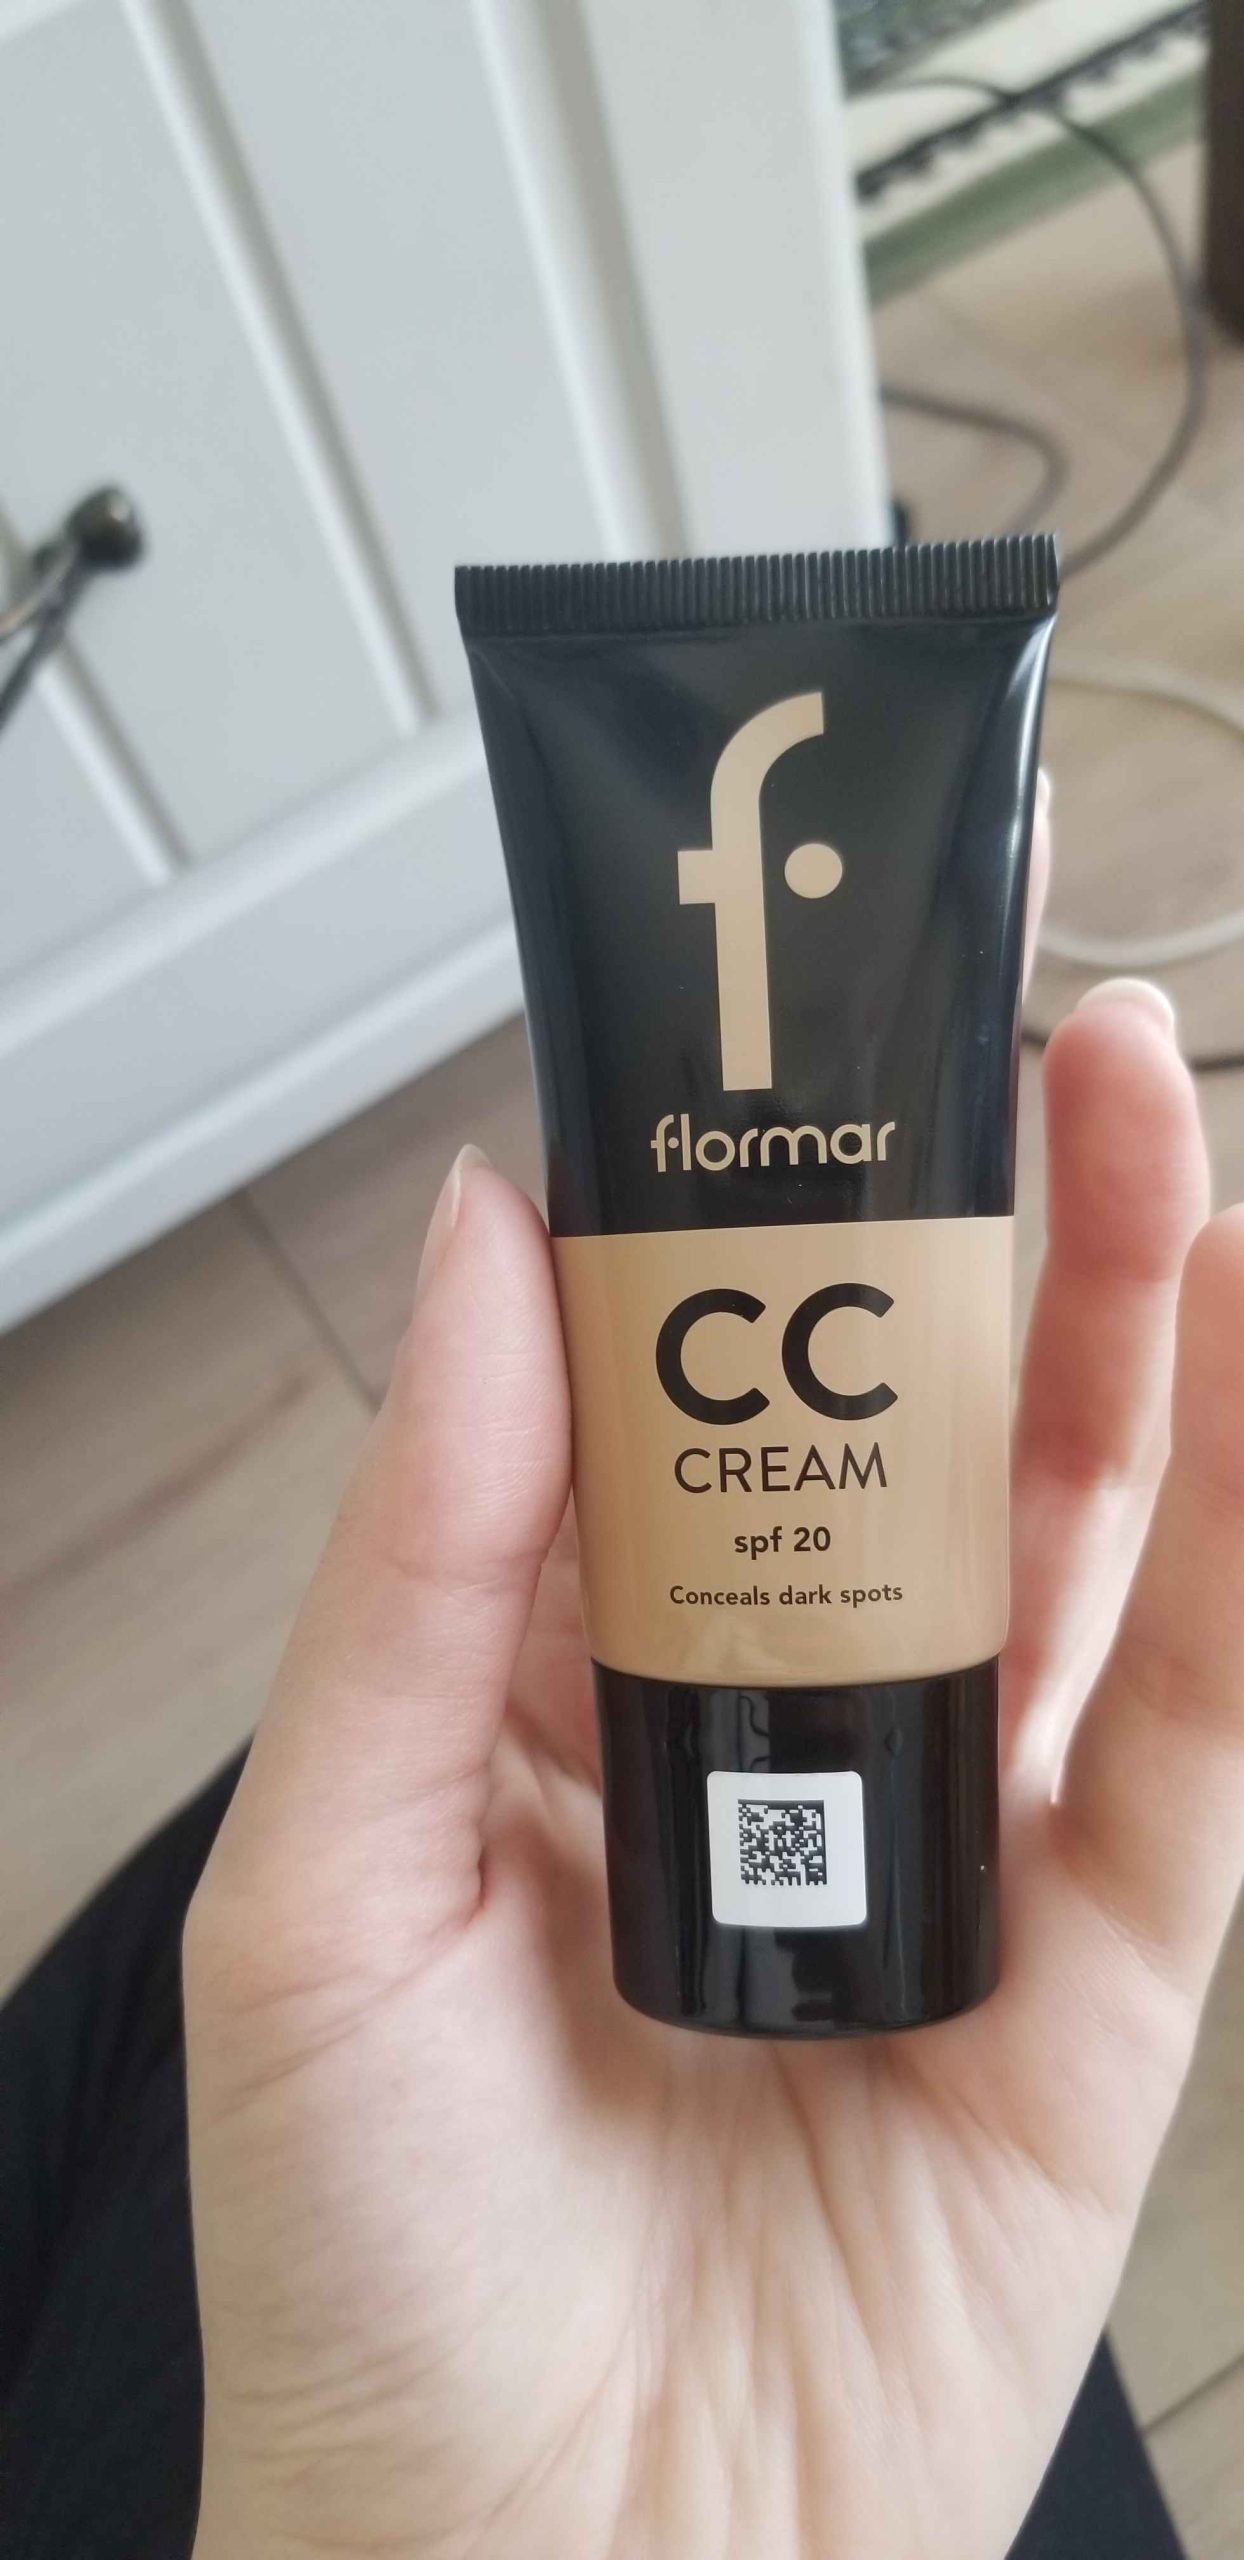 f
flormar
CC
CREAM
spf 20
Conceals dark spots